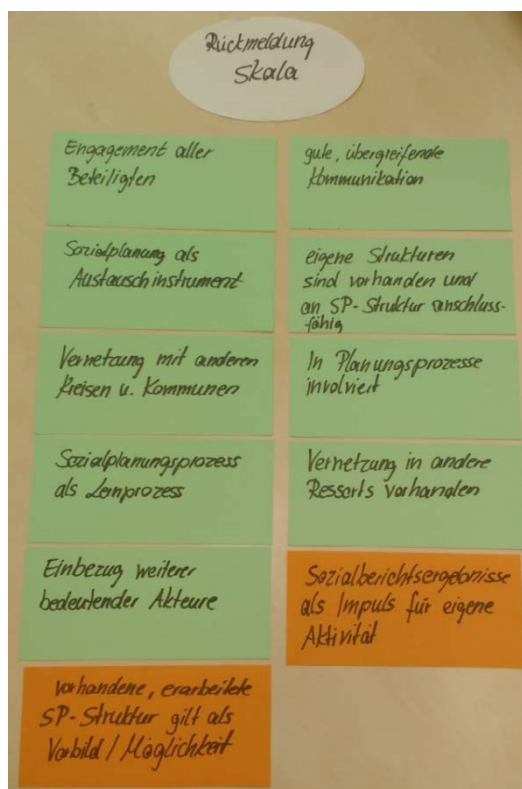 Rückmeldung
Skala
Engagement aller
Beteiligten
gute, übergreifende
Kommunikation
Sozialplanung als
Austauschinstrument
eigene Strukturen
sind vorhanden und
an SP-Struktur anschluss-
fähig
Vernetzung mit anderen
Kreisen u. Kommunen
In Planungsprozesse
involviert
Sozialplanungsprozess
als Lernprozess
Vernetzung in andere
Ressorts vorhanden
Einbezug weiterer
bedeutender Akteure
Sozialberichtsergebnisse
als Impuls für eigene
Aktivität
vorhandene, erarbeitete
SP-Struktur gilt als
Vorbild / Möglichkeit